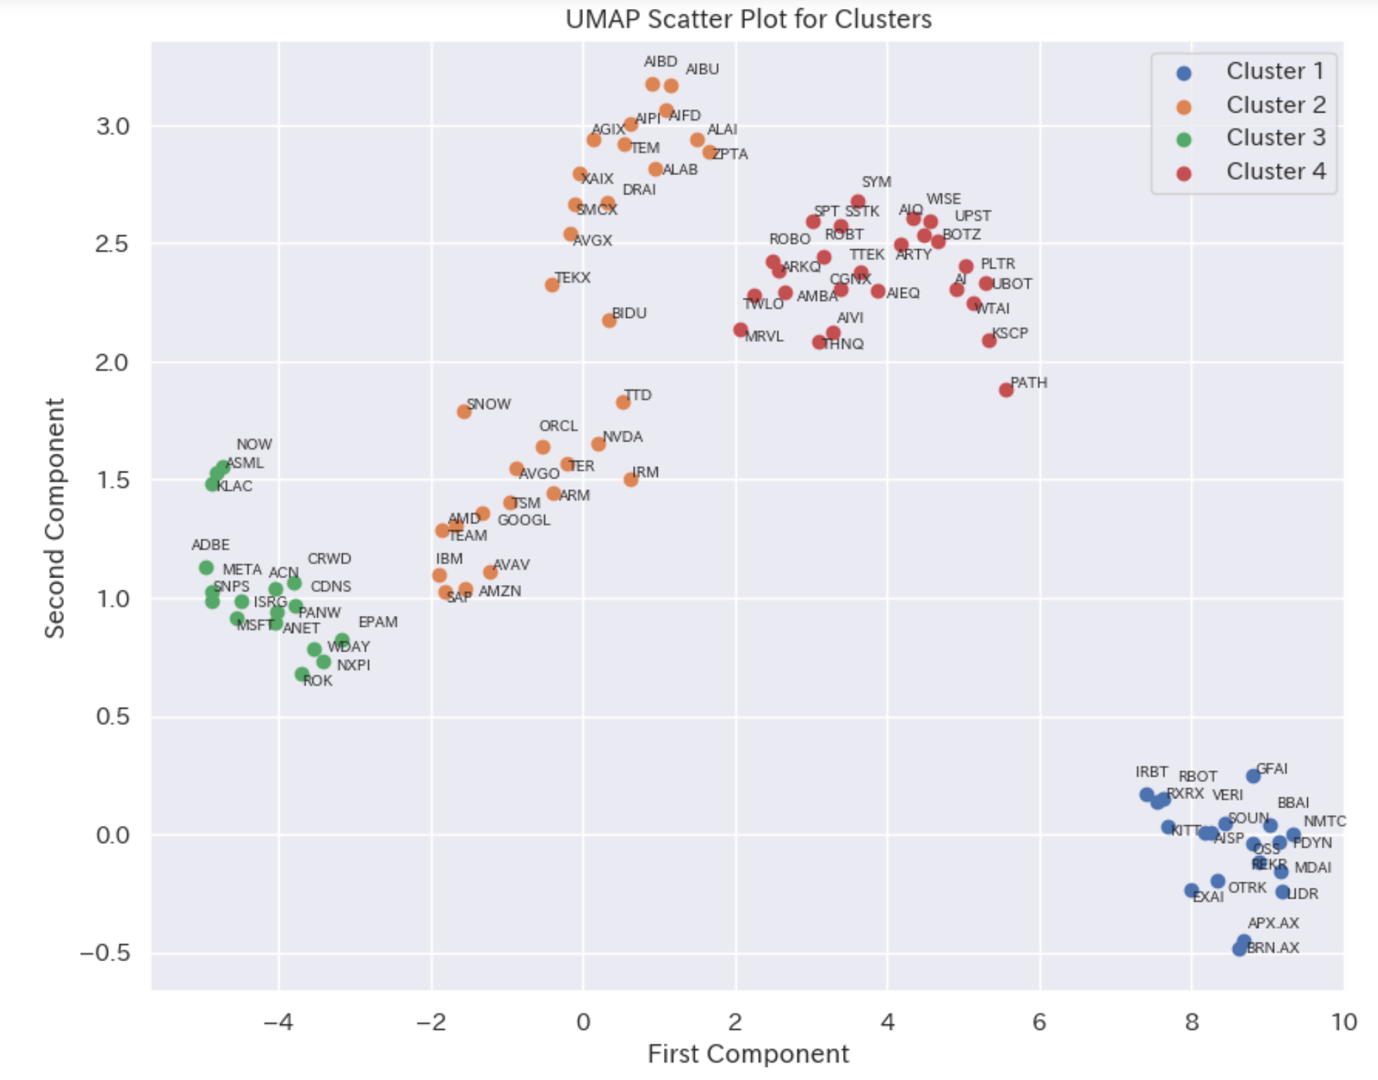 UMAP Scatter Plot for Clusters
Cluster 1
Cluster 2
Cluster 3
Cluster 4
AIBD
AIBU
AIPI
AIFD
AGIX
ALAI
TEM
ZPTA
ALAB
XAIX
DRAI
SMCX
AVGX
TEKX
BIDU
SYM
WISE
SPT
SSTK
AIQ
UPST
ROBO
ROBT
BOTZ
TTEK
ARTY
ARKQ
PLTR
CGNX
AI
UBOT
AMBA
AIEQ
TWLO
WTAI
AIVI
MRVL
THNQ
KSCP
PATH
SNOW
TTD
ORCL
NVDA
AVGO
TER
IRM
ARM
TSM
AMD
GOOGL
TEAM
IBM
AVAV
SAP
AMZN
NOW
ASML
KLAC
ADBE
META
ACN
CRWD
SNPS
CDNS
ISRG
PANW
MSFT
ANET
EPAM
WDAY
NXPI
ROK
IRBT
RBOT
GFAI
RXRX
VERI
BBAI
KITT
SOUN
NMTC
AISP
PDYN
OSS
REKR
MDAI
EXAI
OTRK
LIDR
APX.AX
BRN.AX
3.0
2.5
2.0
1.5
1.0
0.5
0.0
−0.5
Second Component
−4
−2
0
2
4
6
8
10
First Component